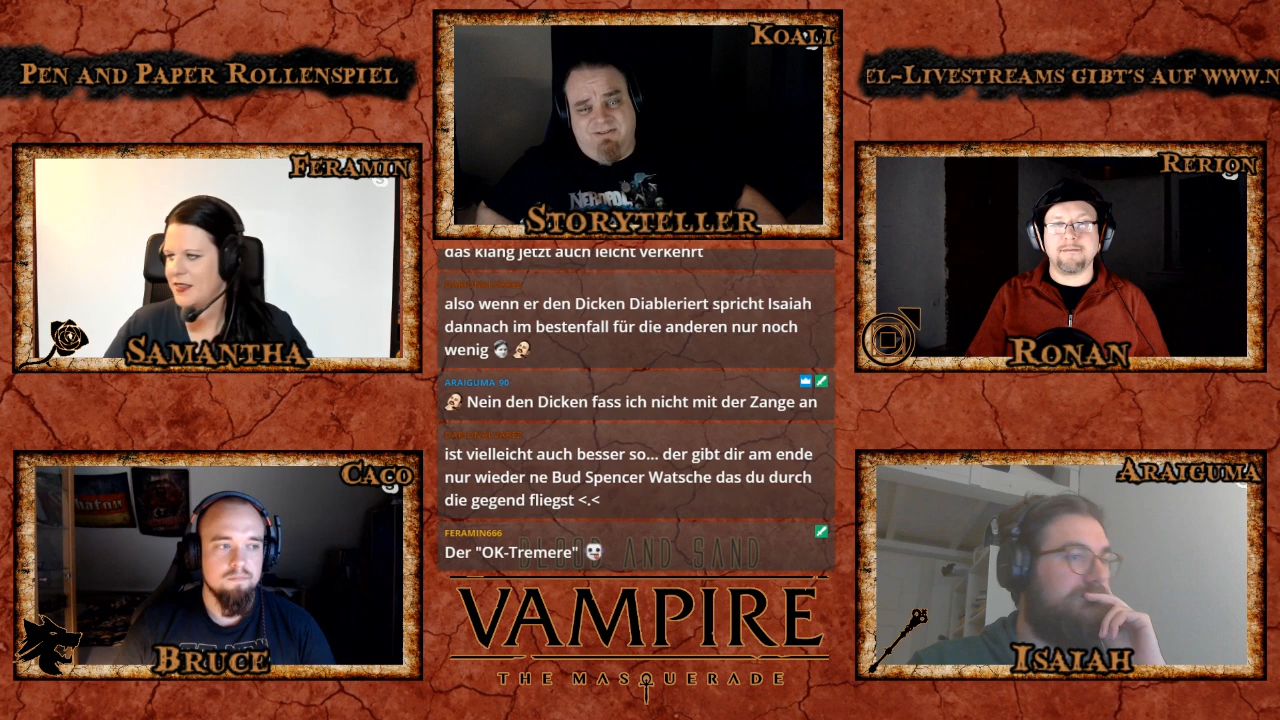 Koali
Pen and Paper Rollenspiel
el-Livestreams gibt's auf www.n
Storyteller
Feramin
Samantha
Rerion
Ronan
das klang jetzt auch leicht verkehrt
also wenn er den Dicken Diableriert spricht Isaiah
dannach im bestenfall für die anderen nur noch
wenig
ARAIGUMA_90
Nein den Dicken fass ich nicht mit der Zange an
ist vielleicht auch besser so... der gibt dir am ende
nur wieder ne Bud Spencer Watsche das du durch
die gegend fliegst <.<
FERAMIN666
Der "OK-Tremere"
BLOOD AND SAND
VAMPIRE
THE MASQUERADE
Caco
Bruce
Araiguma
Isaiah